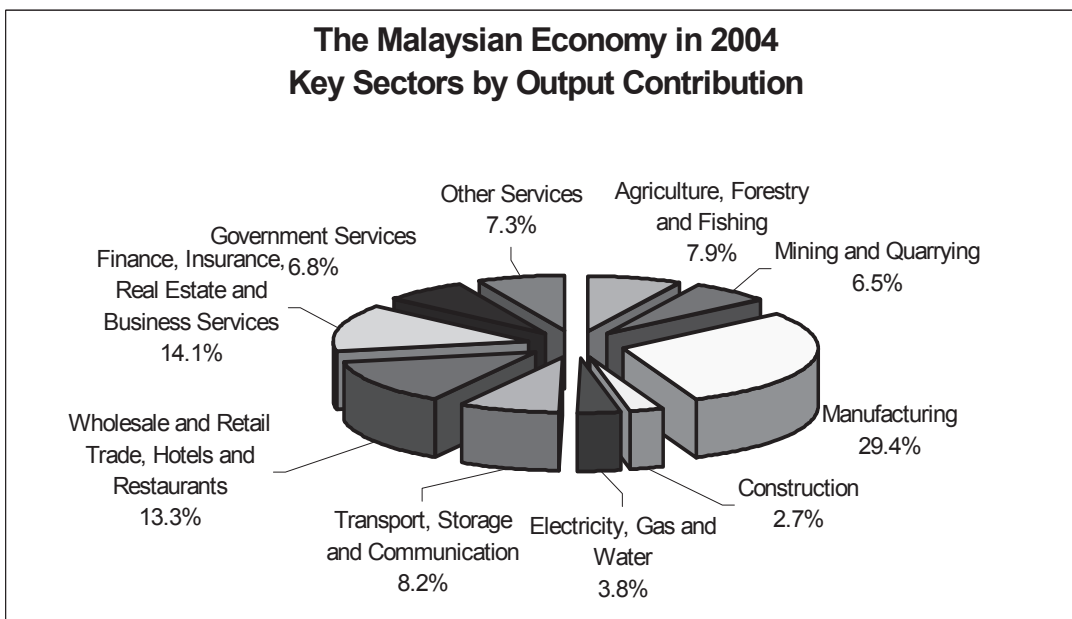 The Malaysian Economy in 2004
Key Sectors by Output Contribution
Other Services
7.3%
Agriculture, Forestry
and Fishing
7.9%
Mining and Quarrying
6.5%
Manufacturing
29.4%
Construction
2.7%
Electricity, Gas and
Water
3.8%
Transport, Storage
and Communication
8.2%
Wholesale and Retail
Trade, Hotels and
Restaurants
13.3%
Finance, Insurance,
Real Estate and
Business Services
14.1%
Government Services
6.8%